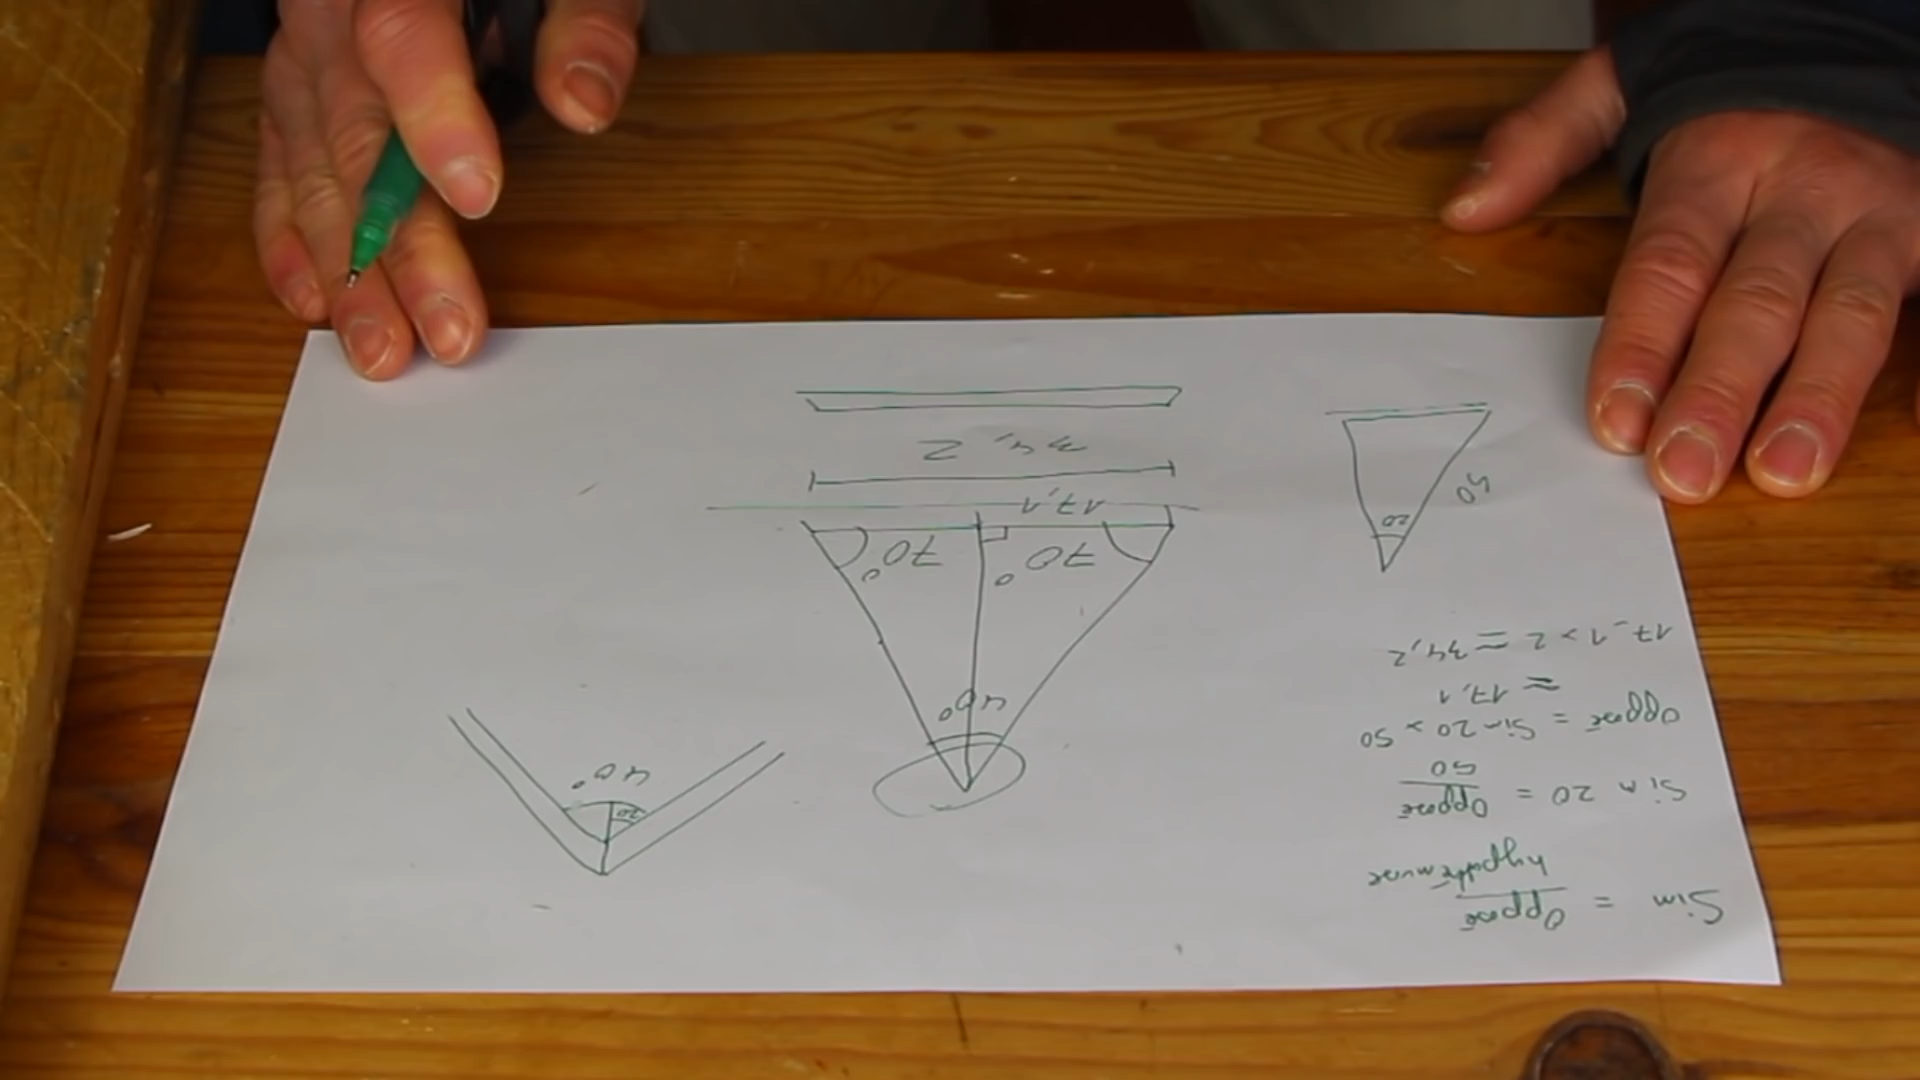 Sin = Opposé
hypothénuse
Sin 20 = Opposé
50
Opposé = Sin 20 x 50
≈ 17,1
17,1 x 2 ≈ 34,2
20
50
40°
70°
70°
17,1
34,2
40°
20